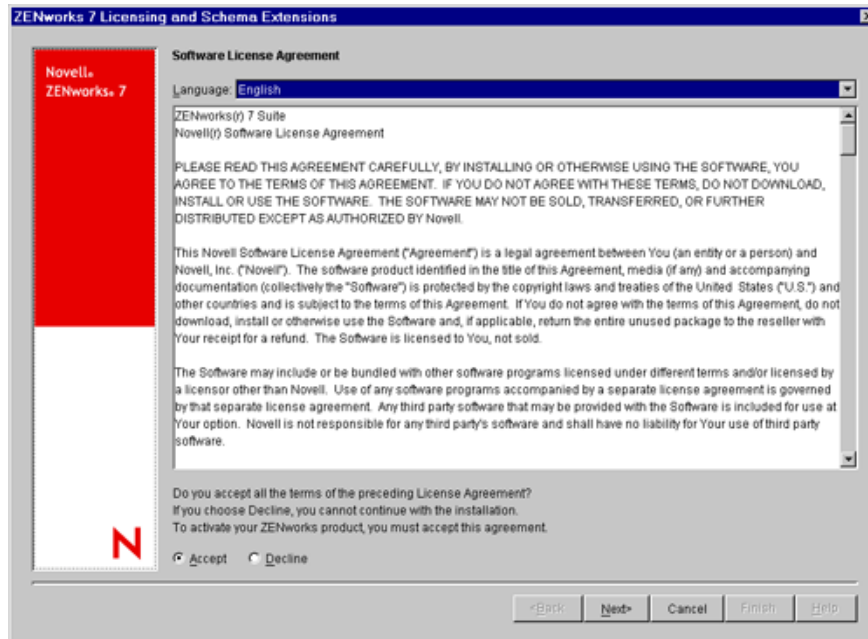 ZENworks 7 Licensing and Schema Extensions
Novell®
ZENworks® 7
Software License Agreement
Language: English
ZENworks(r) 7 Suite
Novell(r) Software License Agreement
PLEASE READ THIS AGREEMENT CAREFULLY, BY INSTALLING OR OTHERWISE USING THE SOFTWARE, YOU
AGREE TO THE TERMS OF THIS AGREEMENT.  IF YOU DO NOT AGREE WITH THESE TERMS, DO NOT DOWNLOAD,
INSTALL OR USE THE SOFTWARE.  THE SOFTWARE MAY NOT BE SOLD, TRANSFERRED, OR FURTHER
DISTRIBUTED EXCEPT AS AUTHORIZED BY Novell.
This Novell Software License Agreement ("Agreement") is a legal agreement between You (an entity or a person) and
Novell, Inc. ("Novell").  The software product identified in the title of this Agreement, media (if any) and accompanying
documentation (collectively the "Software") is protected by the copyright laws and treaties of the United  States ("U.S.") and
other countries and is subject to the terms of this Agreement.  If You do not agree with the terms of this Agreement, do not
download, install or otherwise use the Software and, if applicable, return the entire unused package to the reseller with
Your receipt for a refund.  The Software is licensed to You, not sold.
The Software may include or be bundled with other software programs licensed under different terms and/or licensed by
a licensor other than Novell.  Use of any software programs accompanied by a separate license agreement is governed
by that separate license agreement.  Any third party software that may be provided with the Software is included for use at
Your option.  Novell is not responsible for any third party's software and shall have no liability for Your use of third party
software.
Do you accept all the terms of the preceding License Agreement?
If you choose Decline, you cannot continue with the installation.
To activate your ZENworks product, you must accept this agreement.
N
Accept Decline
<Back Next> Cancel Finish Help